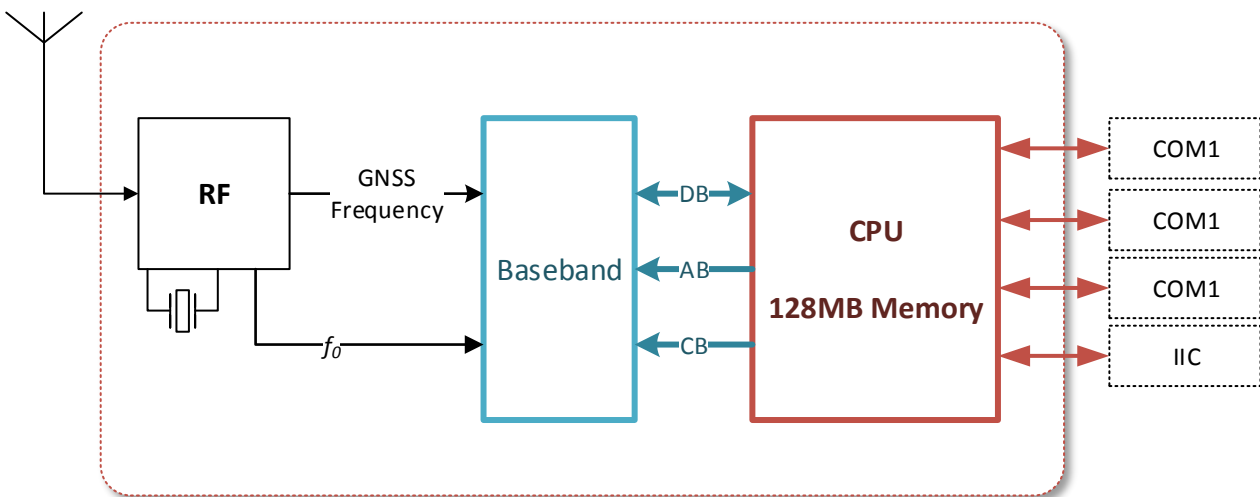 RF
GNSS
Frequency
f0
Baseband
DB
AB
CB
CPU
128MB Memory
COM1
COM1
COM1
IIC